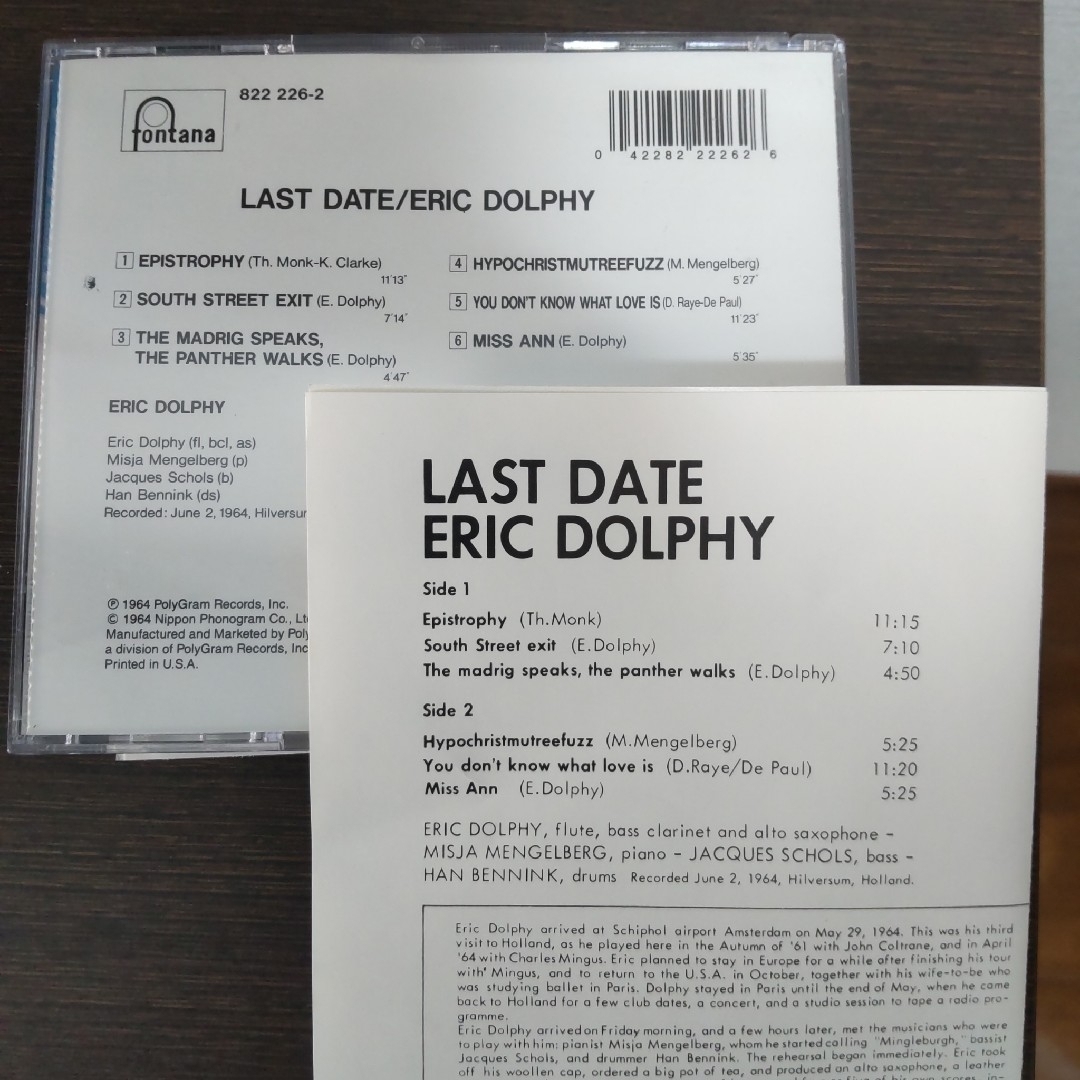 fontana
822 226-2
0 42282 22262 6
LAST DATE/ERIC DOLPHY
1 EPISTROPHY (Th. Monk-K. Clarke)
11'13"
2 SOUTH STREET EXIT (E. Dolphy)
7'14"
3 THE MADRIG SPEAKS,
THE PANTHER WALKS (E. Dolphy)
4'47"
4 HYPOCHRISTMUTREEFUZZ (M. Mengelberg)
5'27"
5 YOU DON'T KNOW WHAT LOVE IS (D. Raye-De Paul)
11'23"
6 MISS ANN (E. Dolphy)
5'35"
ERIC DOLPHY
Eric Dolphy (fl, bcl, as)
Misja Mengelberg (p)
Jacques Schols (b)
Han Bennink (ds)
Recorded: June 2, 1964, Hilversur
℗ 1964 PolyGram Records, Inc.
© 1964 Nippon Phonogram Co., Lt
Manufactured and Marketed by Poly
a division of PolyGram Records, Inc
Printed in U.S.A.
LAST DATE
ERIC DOLPHY
Side 1
Epistrophy (Th.Monk) 11:15
South Street exit (E.Dolphy) 7:10
The madrig speaks, the panther walks (E.Dolphy) 4:50
Side 2
Hypochristmutreefuzz (M.Mengelberg) 5:25
You don't know what love is (D.Raye/De Paul) 11:20
Miss Ann (E.Dolphy) 5:25
ERIC DOLPHY, flute, bass clarinet and alto saxophone –
MISJA MENGELBERG, piano – JACQUES SCHOLS, bass –
HAN BENNINK, drums Recorded June 2, 1964, Hilversum, Holland.
Eric Dolphy arrived at Schiphol airport Amsterdam on May 29, 1964. This was his third
visit to Holland, as he played here in the Autumn of '61 with John Coltrane, and in April
'64 with Charles Mingus. Eric planned to stay in Europe for a while after finishing his tour
with' Mingus, and to return to the U.S.A. in October, together with his wife-to-be who
was studying ballet in Paris. Dolphy stayed in Paris until the end of May, when he came
back to Holland for a few club dates, a concert, and a studio session to tape a radio pro-
gramme.
Eric Dolphy arrived on Friday morning, and a few hours later, met the musicians who were
to play with him: pianist Misja Mengelberg, whom he started calling "Mingleburgh," bassist
Jacques Schols, and drummer Han Bennink. The rehearsal began immediately. Eric took
off his woollen cap, ordered a big pot of tea, and produced an alto saxophone, a leather